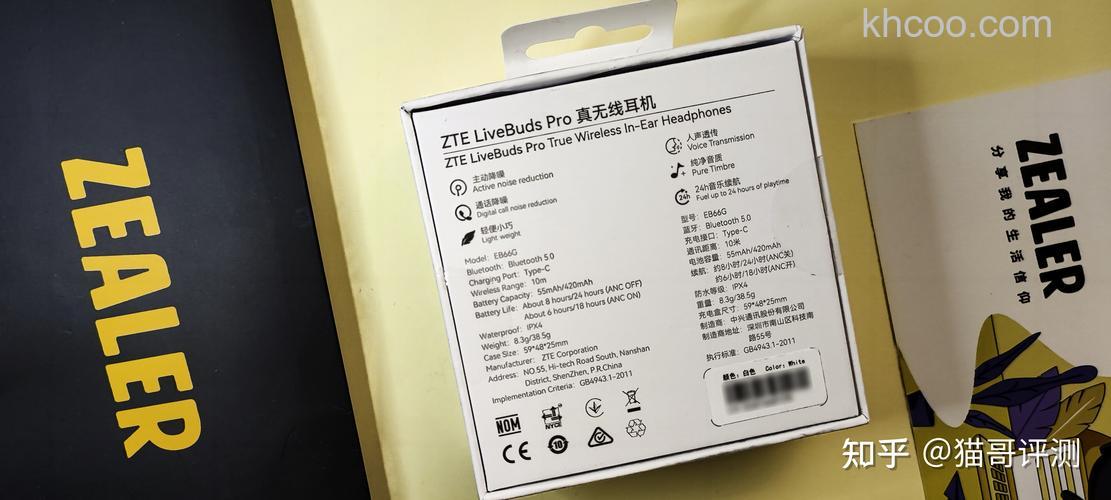 khcoo.com
ZEALER
ZTE LiveBuds Pro 真无线耳机
ZTE LiveBuds Pro True Wireless In-Ear Headphones
主动降噪
Active noise reduction
通话降噪
Digital call noise reduction
轻便小巧
Light weight
人声透传
Voice Transmission
纯净音质
Pure Timbre
24h
24h音乐续航
Fuel up to 24 hours of playtime
Model: EB66G
Bluetooth: Bluetooth 5.0
Charging Port: Type-C
Wireless Range: 10m
Battery Capacity: 55mAh/420mAh
Battery Life: About 8 hours/24 hours (ANC OFF)
About 6 hours/18 hours (ANC ON)
Waterproof: IPX4
Weight: 8.3g/38.5g
Case Size: 59*48*25mm
Manufacturer: ZTE Corporation
Address: NO.55, Hi-tech Road South, Nanshan
District, ShenZhen, P.R.China
Implementation Criteria: GB4943.1-2011
型号: EB66G
蓝牙: Bluetooth 5.0
充电接口: Type-C
通讯距离: 10米
电池容量: 55mAh/420mAh
续航: 约8小时/24小时(ANC关)
约6小时/18小时(ANC开)
防水等级: IPX4
重量: 8.3g/38.5g
充电盒尺寸: 59*48*25mm
制造商: 中兴通讯股份有限公司
制造商地址: 深圳市南山区科技南
路55号
执行标准: GB4943.1-2011
颜色: 白色 Color: White
NOM
NYCE
CE
10
ZEALER
分享我的生活信仰
知乎 @猫哥评测